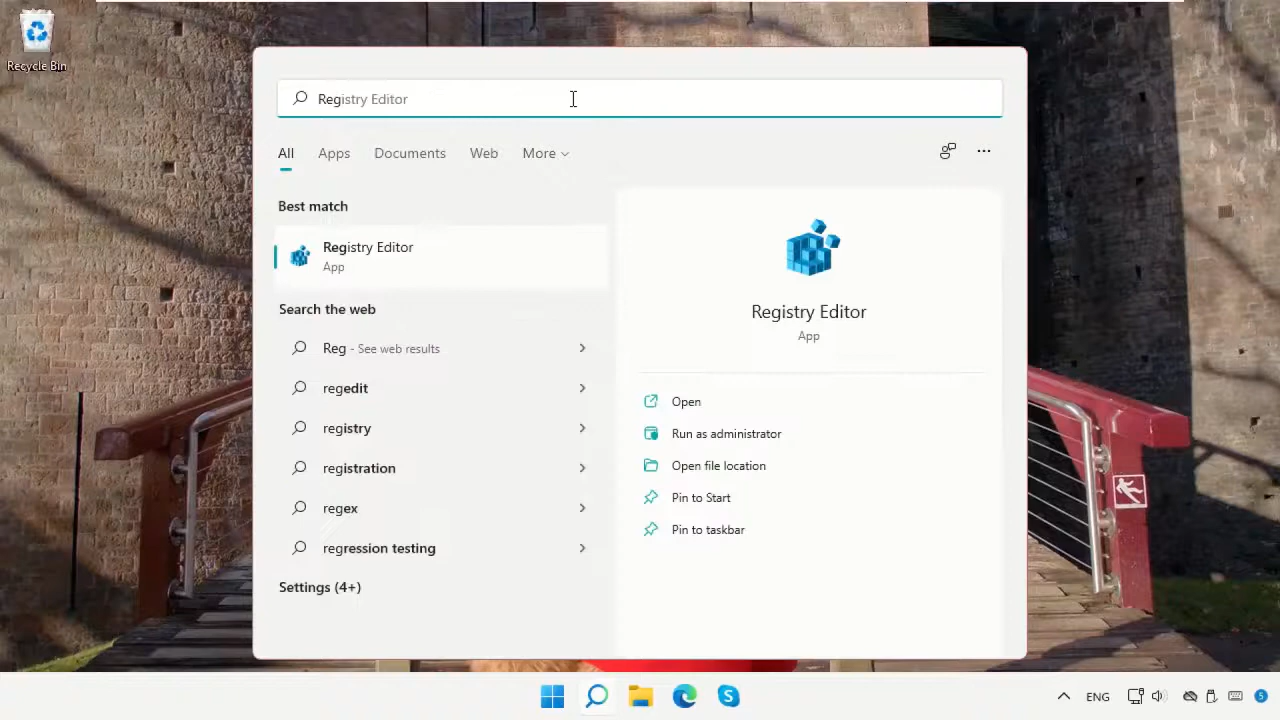 Recycle Bin
Registry Editor
All Apps Documents Web More
Best match
Registry Editor
App
Search the web
Reg - See web results
regedit
registry
registration
regex
regression testing
Settings (4+)
Registry Editor
App
Open
Run as administrator
Open file location
Pin to Start
Pin to taskbar
ENG
5